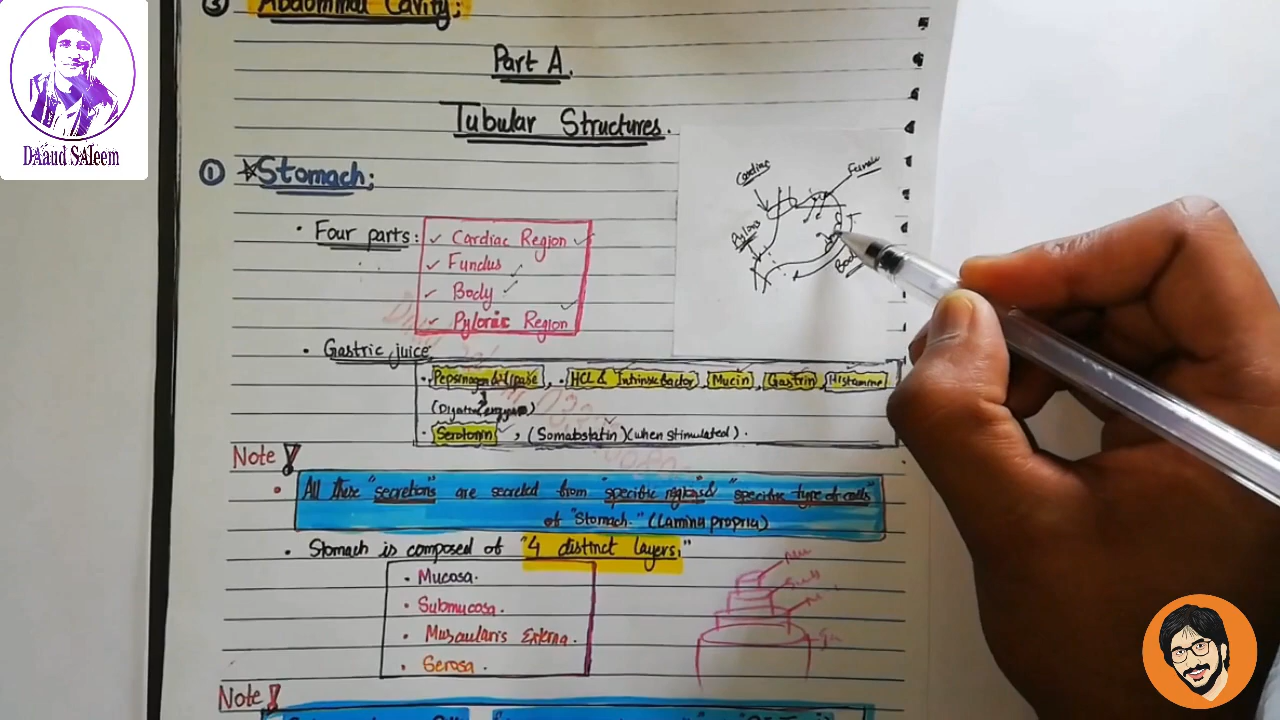 DAaud SAleem
③ Abdominal Cavity;
Part A.
Tubular Structures.
① Stomach;
Cardiac
Fundus
Pylorus
Body
• Four parts:
✓ Cardiac Region ✓
✓ Fundus ✓
✓ Body ✓
✓ Pyloric Region ✓
• Gastric juice
• Pepsinogen & Lipase, • HCL & Intrinsic factor, Mucin, Gastrin, Histamine
(Digestive enzymes)
• Serotonin, (Somatostatin) (when stimulated).
Note!
• All these "secretions" are secreted from "specific regions & "specific type of cells"
of "Stomach." (Lamina propria)
• Stomach is composed of "4 distinct layers."
• Mucosa.
• Submucosa.
• Muscularis Externa.
• Serosa.
Note!